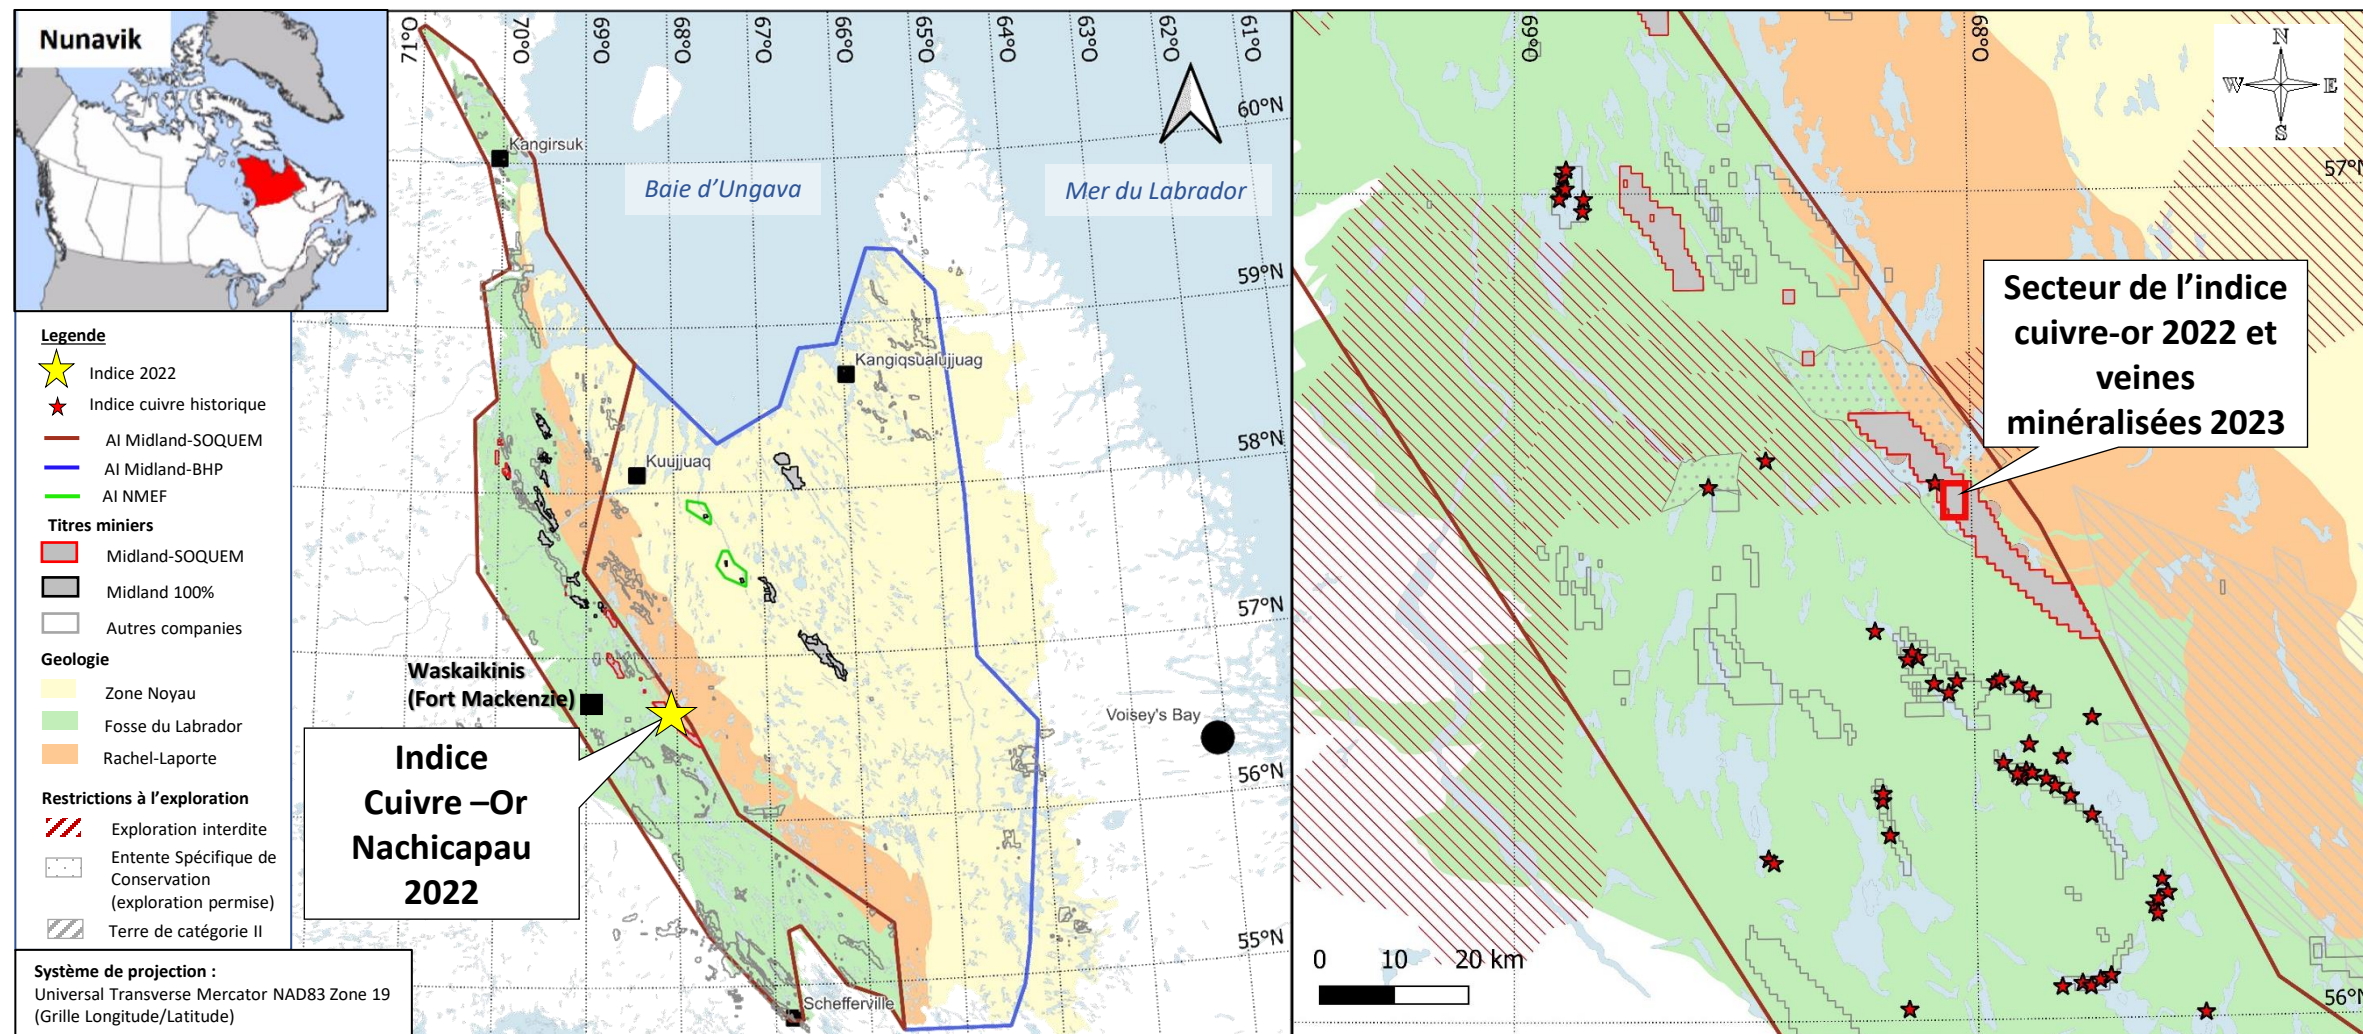 Nunavik
Legende
Indice 2022
Indice cuivre historique
AI Midland-SOQUEM
AI Midland-BHP
AI NMEF
Titres miniers
Midland-SOQUEM
Midland 100%
Autres companies
Geologie
Zone Noyau
Fosse du Labrador
Rachel-Laporte
Restrictions à l'exploration
Exploration interdite
Entente Spécifique de
Conservation
(exploration permise)
Terre de catégorie II
Système de projection :
Universal Transverse Mercator NAD83 Zone 19
(Grille Longitude/Latitude)
71°O
70°O
69°O
68°O
67°O
66°O
65°O
64°O
63°O
62°O
61°O
60°N
59°N
58°N
57°N
56°N
55°N
Kangirsuk
Baie d'Ungava
Mer du Labrador
Kangiqsualujjuag
Kuujjuaq
Waskaikinis
(Fort Mackenzie)
Voisey's Bay
Indice
Cuivre –Or
Nachicapau
2022
Schefferville
69°O
68°O
N
W
E
S
57°N
Secteur de l'indice
cuivre-or 2022 et
veines
minéralisées 2023
0 10 20 km
56°N